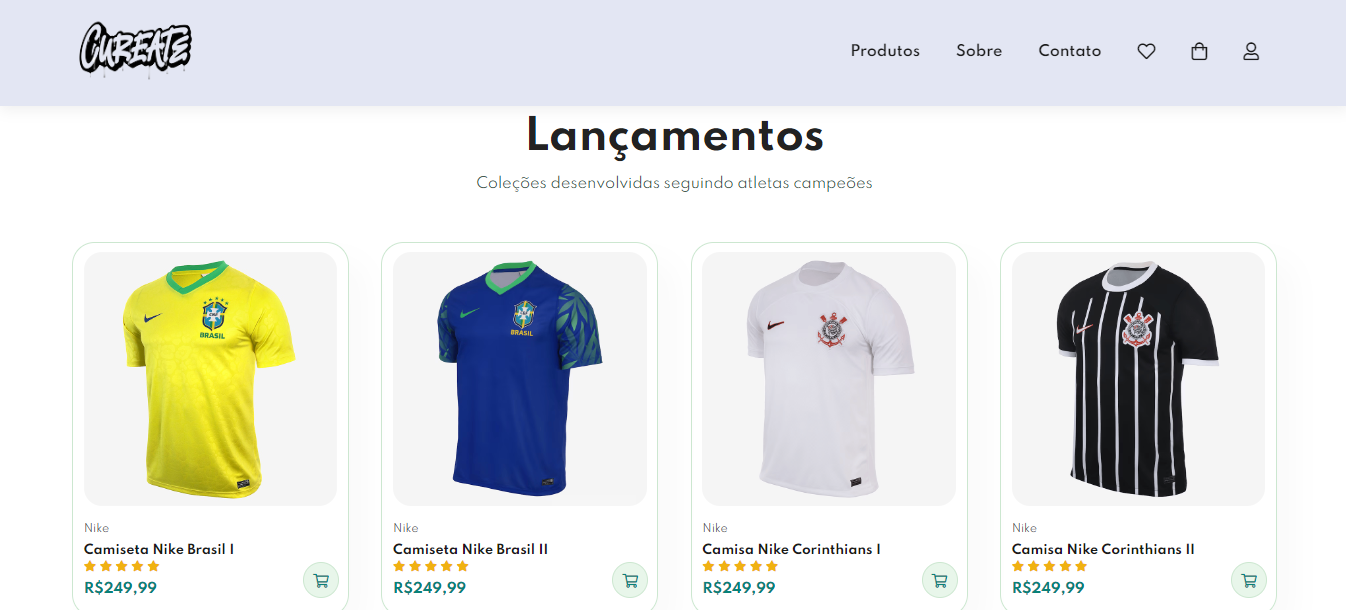 CUREATE
Produtos Sobre Contato
Lançamentos
Coleções desenvolvidas seguindo atletas campeões
BRASIL
BRASIL
Nike
Camiseta Nike Brasil I
R$249,99
Nike
Camiseta Nike Brasil II
R$249,99
Nike
Camisa Nike Corinthians I
R$249,99
Nike
Camisa Nike Corinthians II
R$249,99